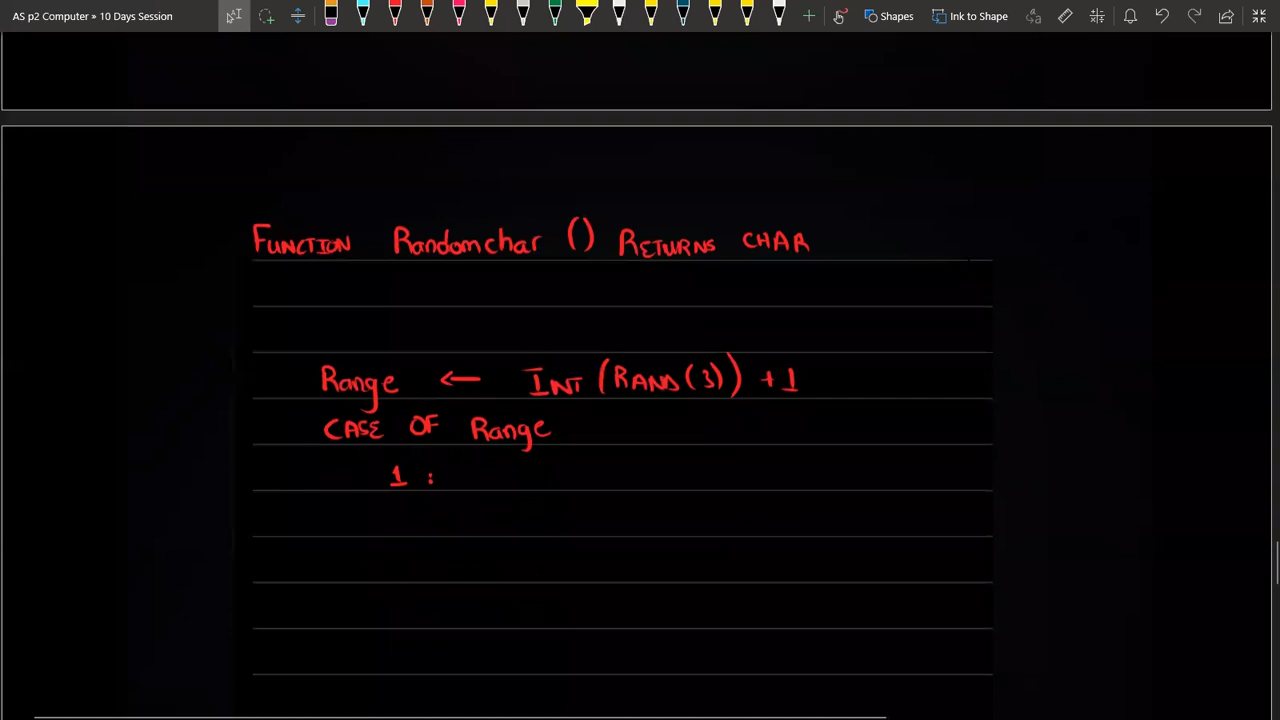 AS p2 Computer » 10 Days Session
Shapes
Ink to Shape
FUNCTION Randomchar () RETURNS CHAR
Range ← INT (RAND(3)) + 1
CASE OF Range
1 :